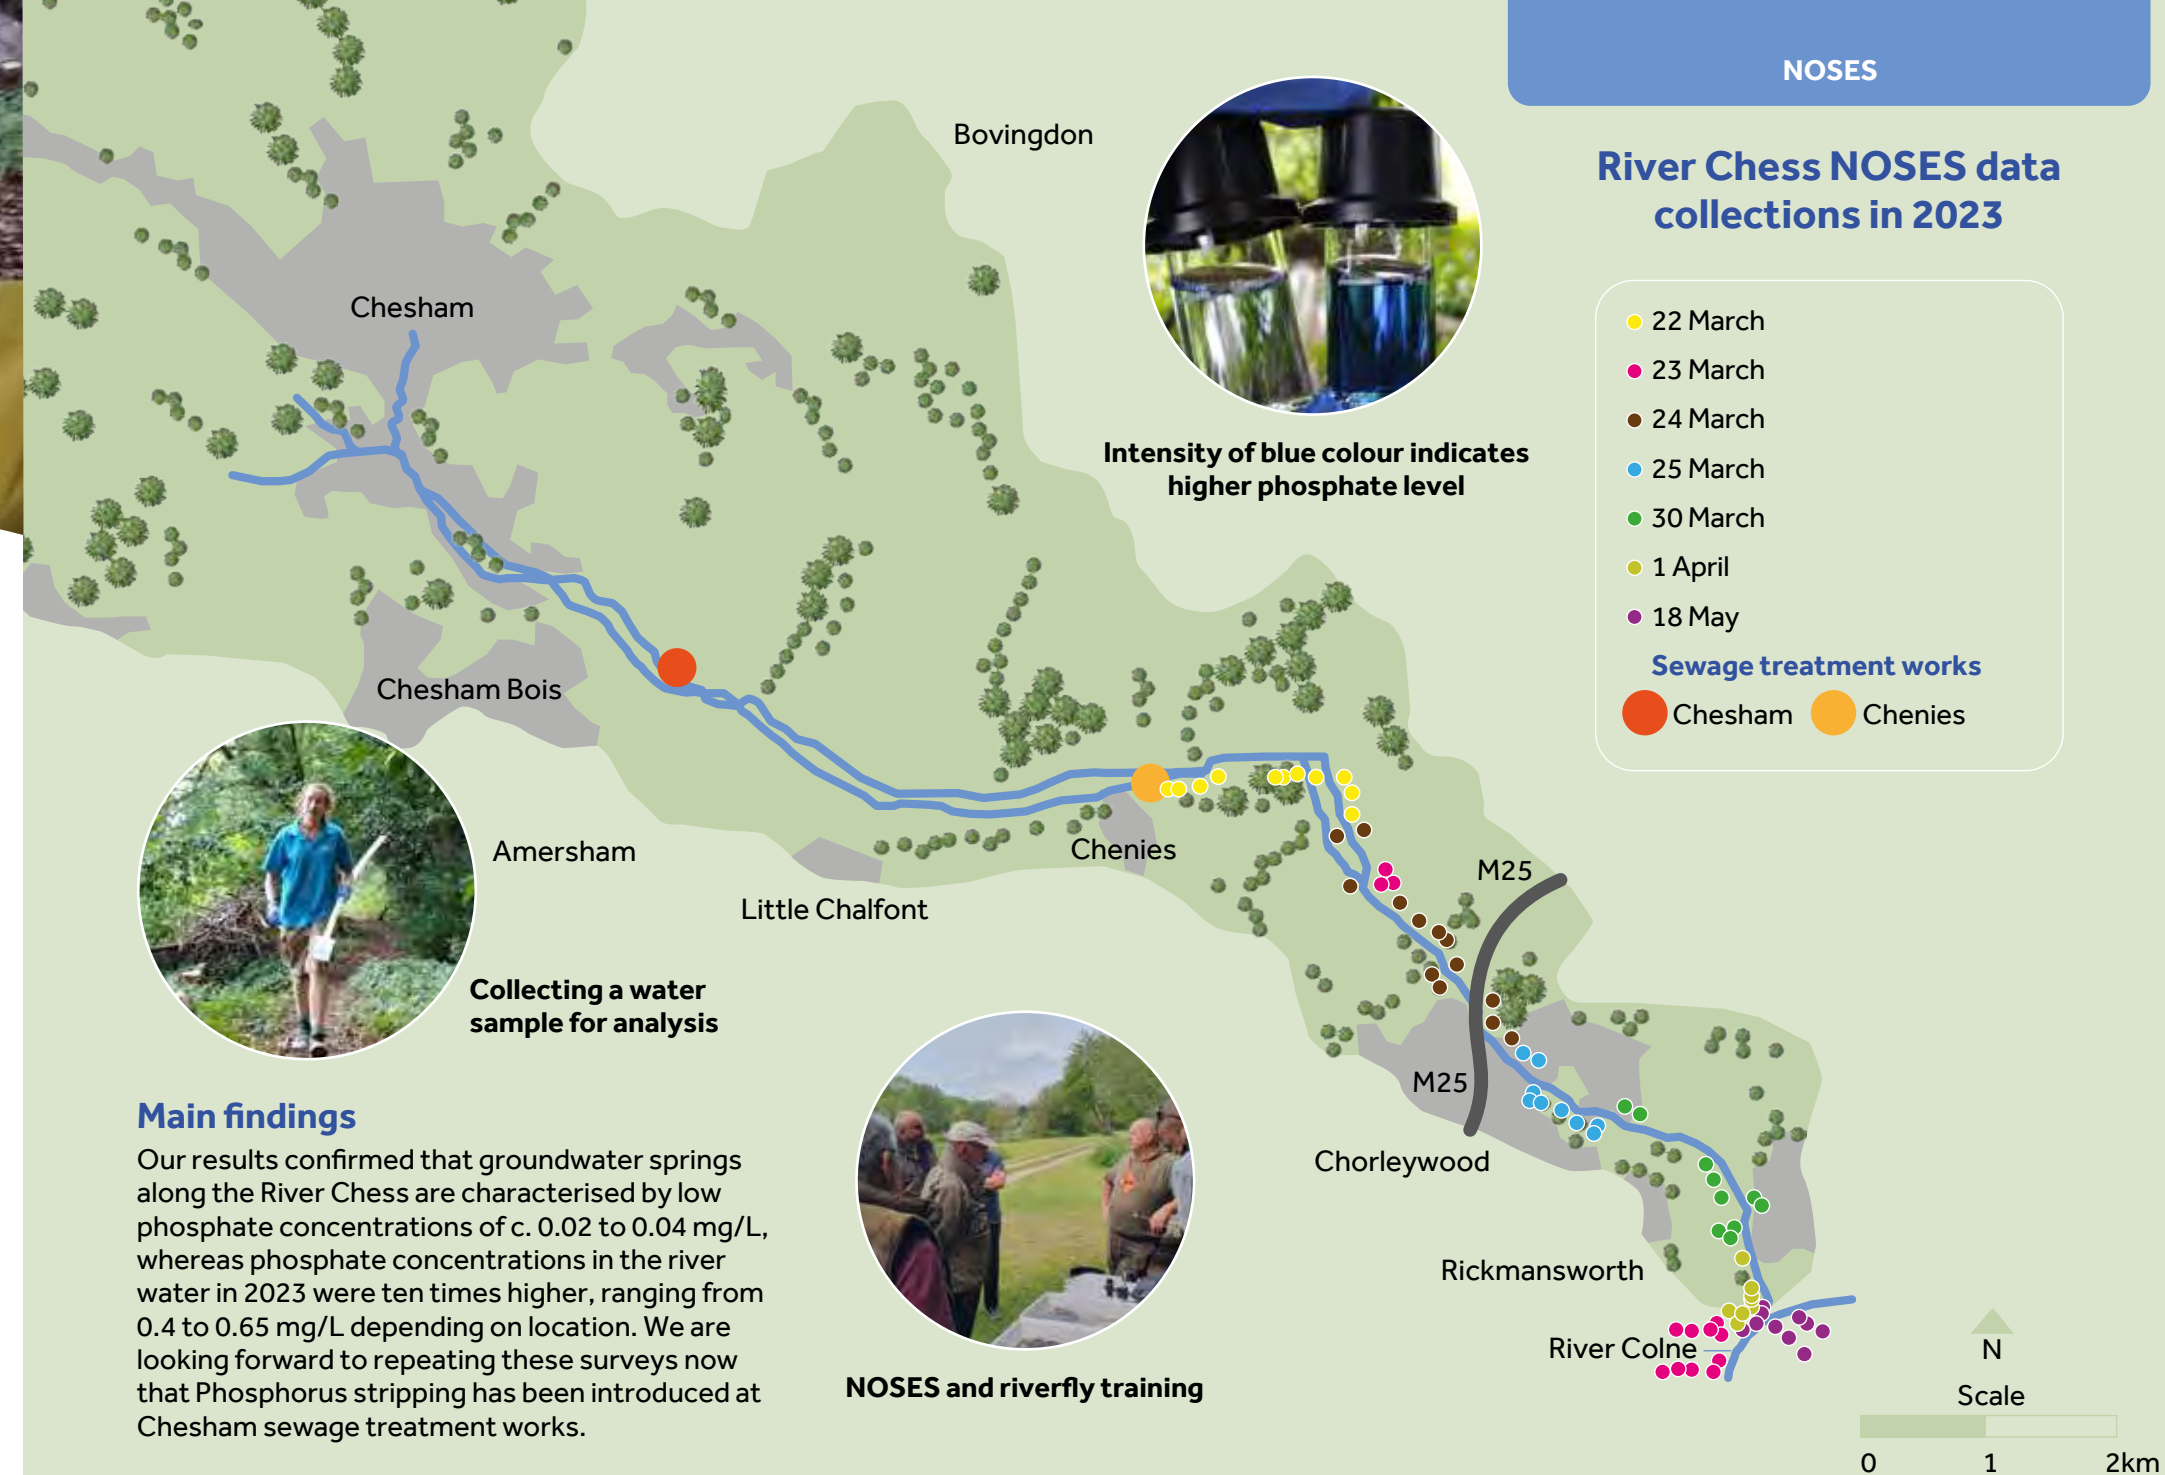 NOSES
River Chess NOSES data
collections in 2023
22 March
23 March
24 March
25 March
30 March
1 April
18 May
Sewage treatment works
Chesham
Chenies
Bovingdon
Intensity of blue colour indicates
higher phosphate level
Chesham
Chesham Bois
Amersham
Little Chalfont
Chenies
M25
M25
Chorleywood
Rickmansworth
River Colne
Collecting a water
sample for analysis
NOSES and riverfly training
Main findings
Our results confirmed that groundwater springs
along the River Chess are characterised by low
phosphate concentrations of c. 0.02 to 0.04 mg/L,
whereas phosphate concentrations in the river
water in 2023 were ten times higher, ranging from
0.4 to 0.65 mg/L depending on location. We are
looking forward to repeating these surveys now
that Phosphorus stripping has been introduced at
Chesham sewage treatment works.
N
Scale
0 1 2km